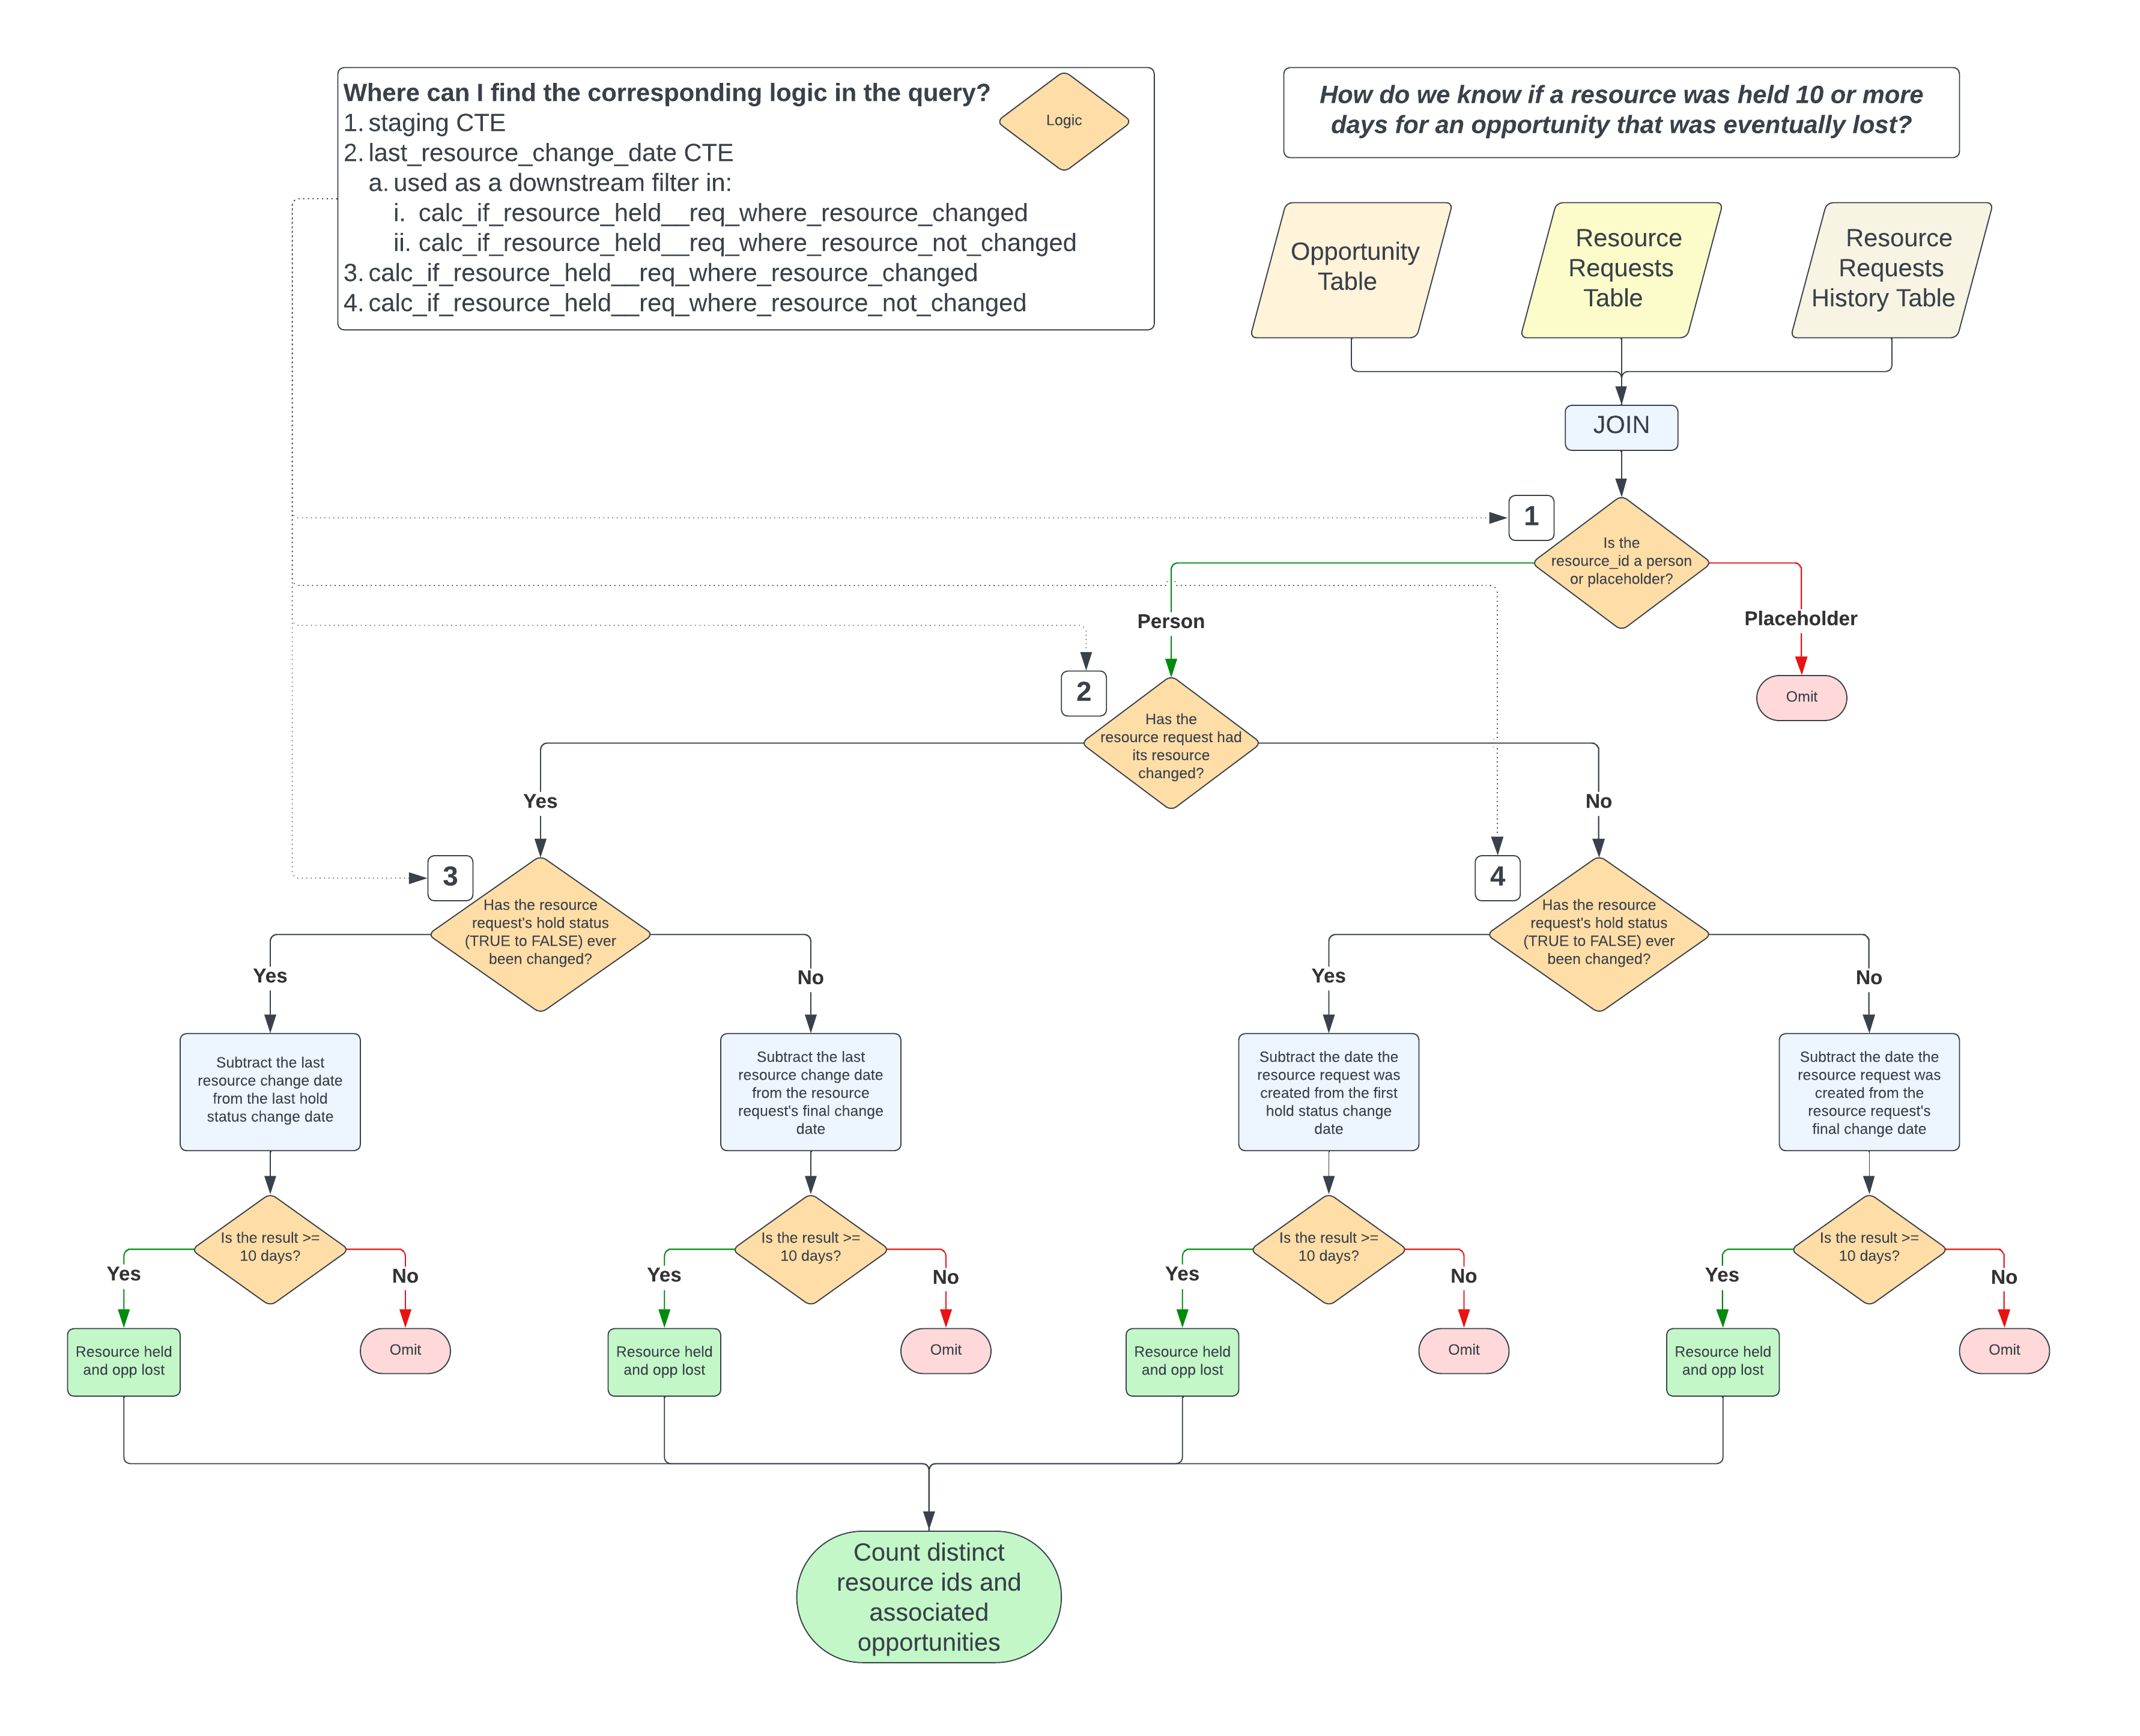 Where can I find the corresponding logic in the query?
1. staging CTE
2. last_resource_change_date CTE
a. used as a downstream filter in:
i. calc_if_resource_held__req_where_resource_changed
ii. calc_if_resource_held__req_where_resource_not_changed
3. calc_if_resource_held__req_where_resource_changed
4. calc_if_resource_held__req_where_resource_not_changed
Logic
How do we know if a resource was held 10 or more
days for an opportunity that was eventually lost?
Opportunity
Table
Resource
Requests
Table
Resource
Requests
History Table
JOIN
1
Is the
resource_id a person
or placeholder?
Person
Placeholder
Omit
2
Has the
resource request had
its resource
changed?
Yes
No
3
Has the resource
request's hold status
(TRUE to FALSE) ever
been changed?
4
Has the resource
request's hold status
(TRUE to FALSE) ever
been changed?
Yes
No
Yes
No
Subtract the last
resource change date
from the last hold
status change date
Subtract the last
resource change date
from the resource
request's final change
date
Subtract the date the
resource request was
created from the first
hold status change
date
Subtract the date the
resource request was
created from the
resource request's
final change date
Is the result >=
10 days?
Is the result >=
10 days?
Is the result >=
10 days?
Is the result >=
10 days?
Yes
No
Yes
No
Yes
No
Yes
No
Resource held
and opp lost
Omit
Resource held
and opp lost
Omit
Resource held
and opp lost
Omit
Resource held
and opp lost
Omit
Count distinct
resource ids and
associated
opportunities